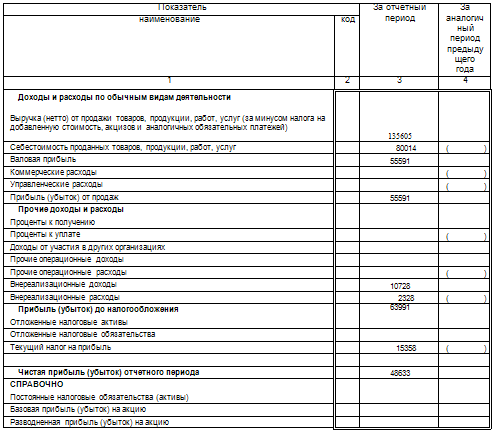 Показатель За отчетный период За аналогич ный период предыду щего года
наименование код
1 2 3 4
Доходы и расходы по обычным видам деятельности
Выручка (нетто) от продажи товаров, продукции, работ, услуг (за минусом налога на
добавленную стоимость, акцизов и аналогичных обязательных платежей) 135605
Себестоимость проданных товаров, продукции, работ, услуг 80014 ( )
Валовая прибыль 55591
Коммерческие расходы ( )
Управленческие расходы ( )
Прибыль (убыток) от продаж 55591
Прочие доходы и расходы
Проценты к получению
Проценты к уплате ( )
Доходы от участия в других организациях
Прочие операционные доходы
Прочие операционные расходы ( )
Внереализационные доходы 10728
Внереализационные расходы 2328 ( )
Прибыль (убыток) до налогообложения 63991
Отложенные налоговые активы
Отложенные налоговые обязательства
Текущий налог на прибыль 15358 ( )
Чистая прибыль (убыток) отчетного периода 48633
СПРАВОЧНО
Постоянные налоговые обязательства (активы)
Базовая прибыль (убыток) на акцию
Разводненная прибыль (убыток) на акцию